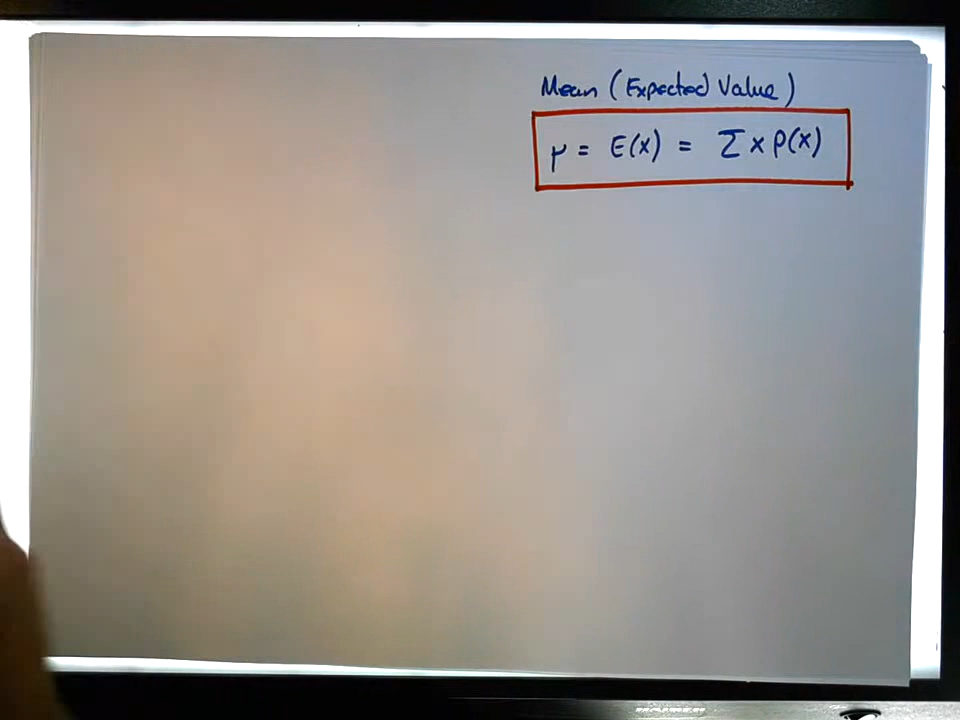 Mean (Expected Value)
μ = E(x) = Σ x P(x)